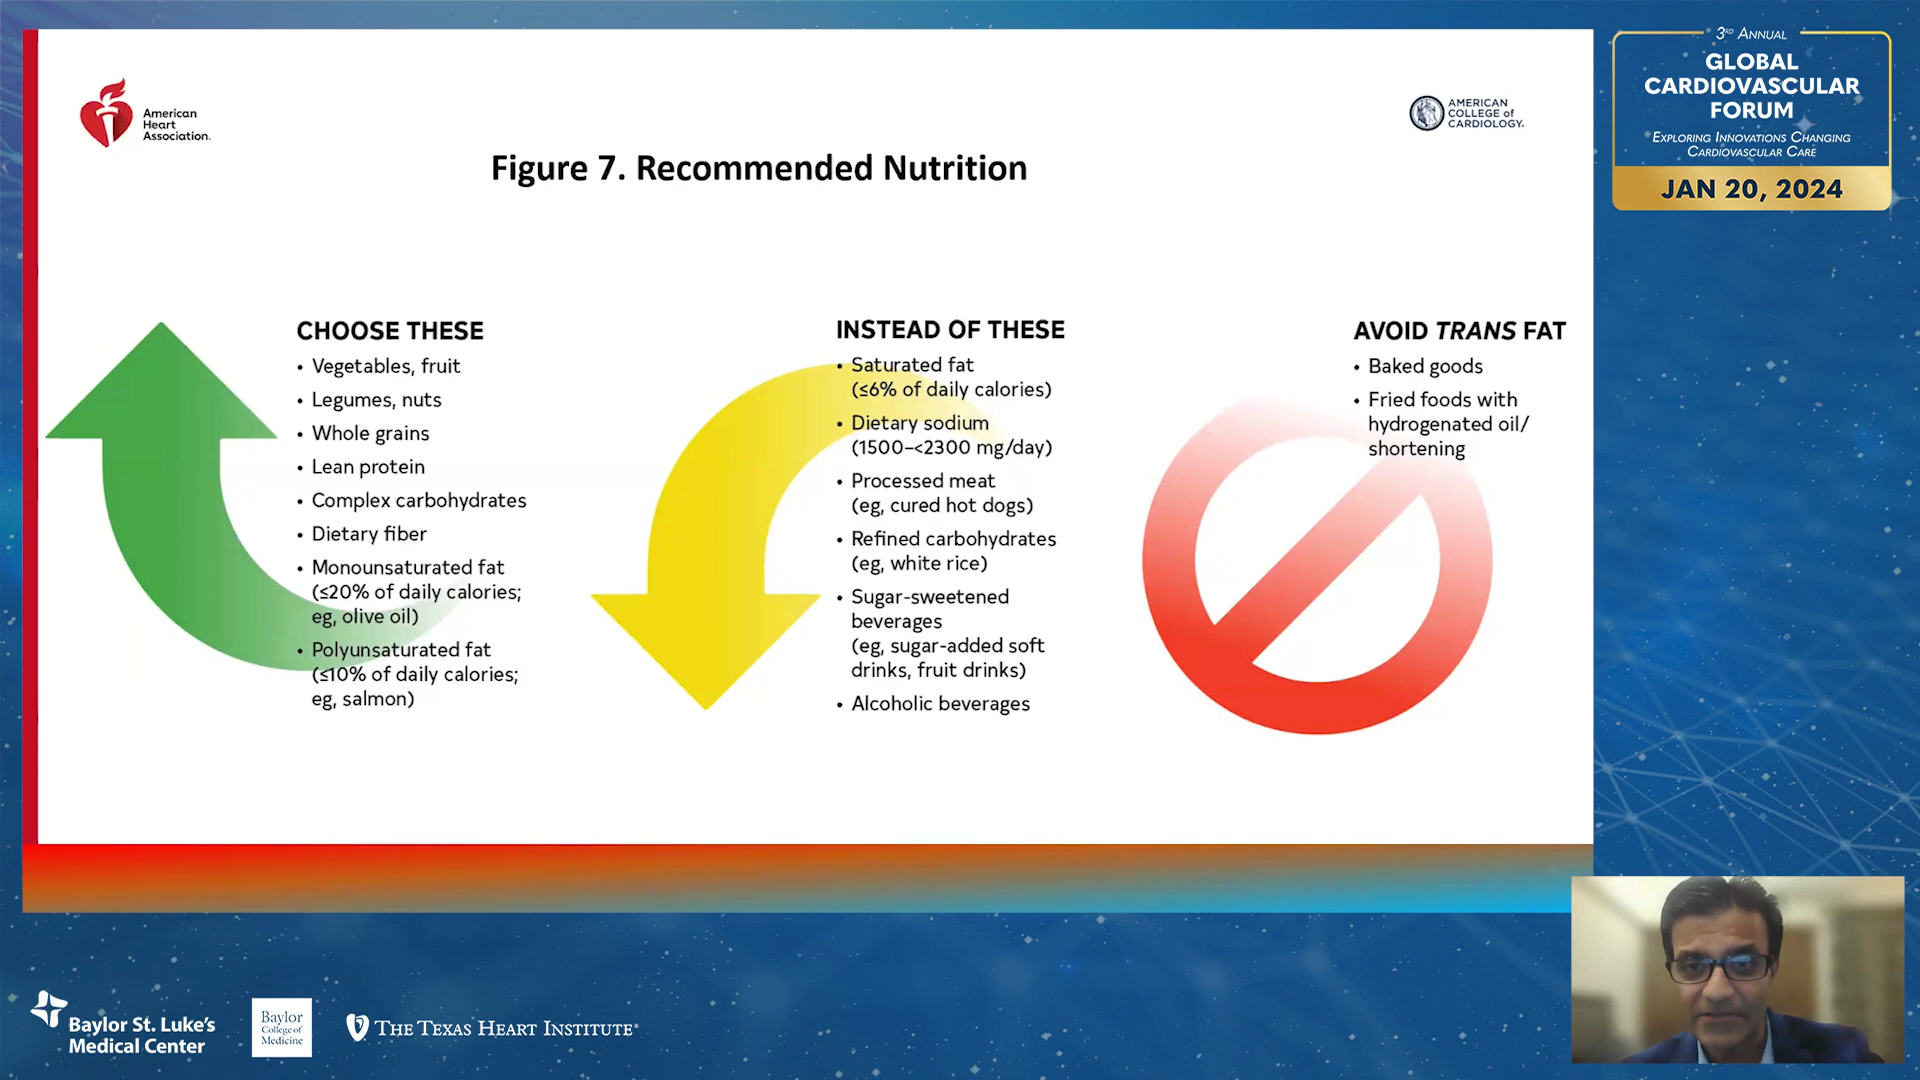 American
Heart
Association.
AMERICAN
COLLEGE of
CARDIOLOGY.
Figure 7. Recommended Nutrition
CHOOSE THESE
• Vegetables, fruit
• Legumes, nuts
• Whole grains
• Lean protein
• Complex carbohydrates
• Dietary fiber
• Monounsaturated fat
(≤20% of daily calories;
eg, olive oil)
• Polyunsaturated fat
(≤10% of daily calories;
eg, salmon)
INSTEAD OF THESE
• Saturated fat
(≤6% of daily calories)
• Dietary sodium
(1500–<2300 mg/day)
• Processed meat
(eg, cured hot dogs)
• Refined carbohydrates
(eg, white rice)
• Sugar-sweetened
beverages
(eg, sugar-added soft
drinks, fruit drinks)
• Alcoholic beverages
AVOID TRANS FAT
• Baked goods
• Fried foods with
hydrogenated oil/
shortening
3RD ANNUAL
GLOBAL
CARDIOVASCULAR
FORUM
EXPLORING INNOVATIONS CHANGING
CARDIOVASCULAR CARE
JAN 20, 2024
Baylor St. Luke's
Medical Center
Baylor
College of
Medicine
THE TEXAS HEART INSTITUTE®